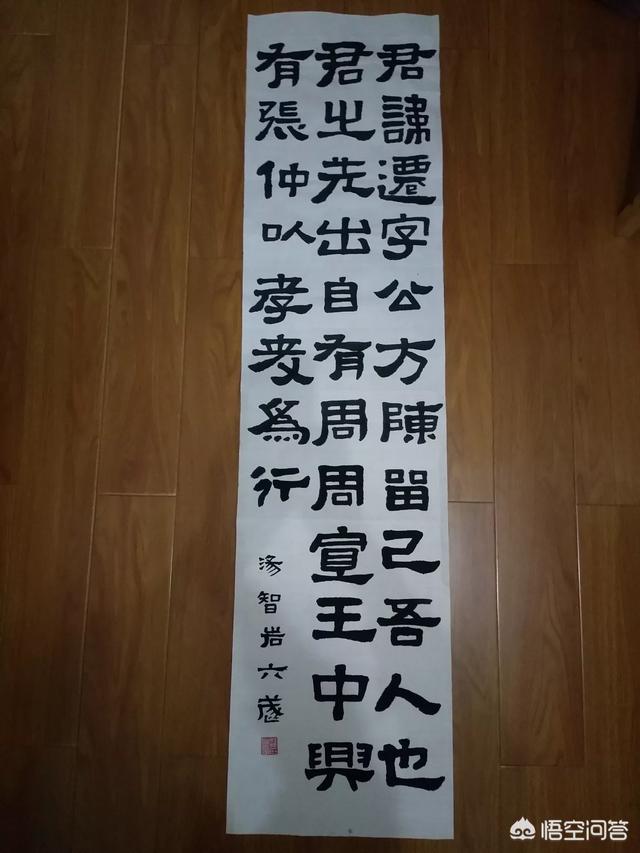 君諱遷字公方陳留己吾人也
君之先出自有周周宣王中興
有張仲以孝友為行
湯智岩六歲
悟空问答